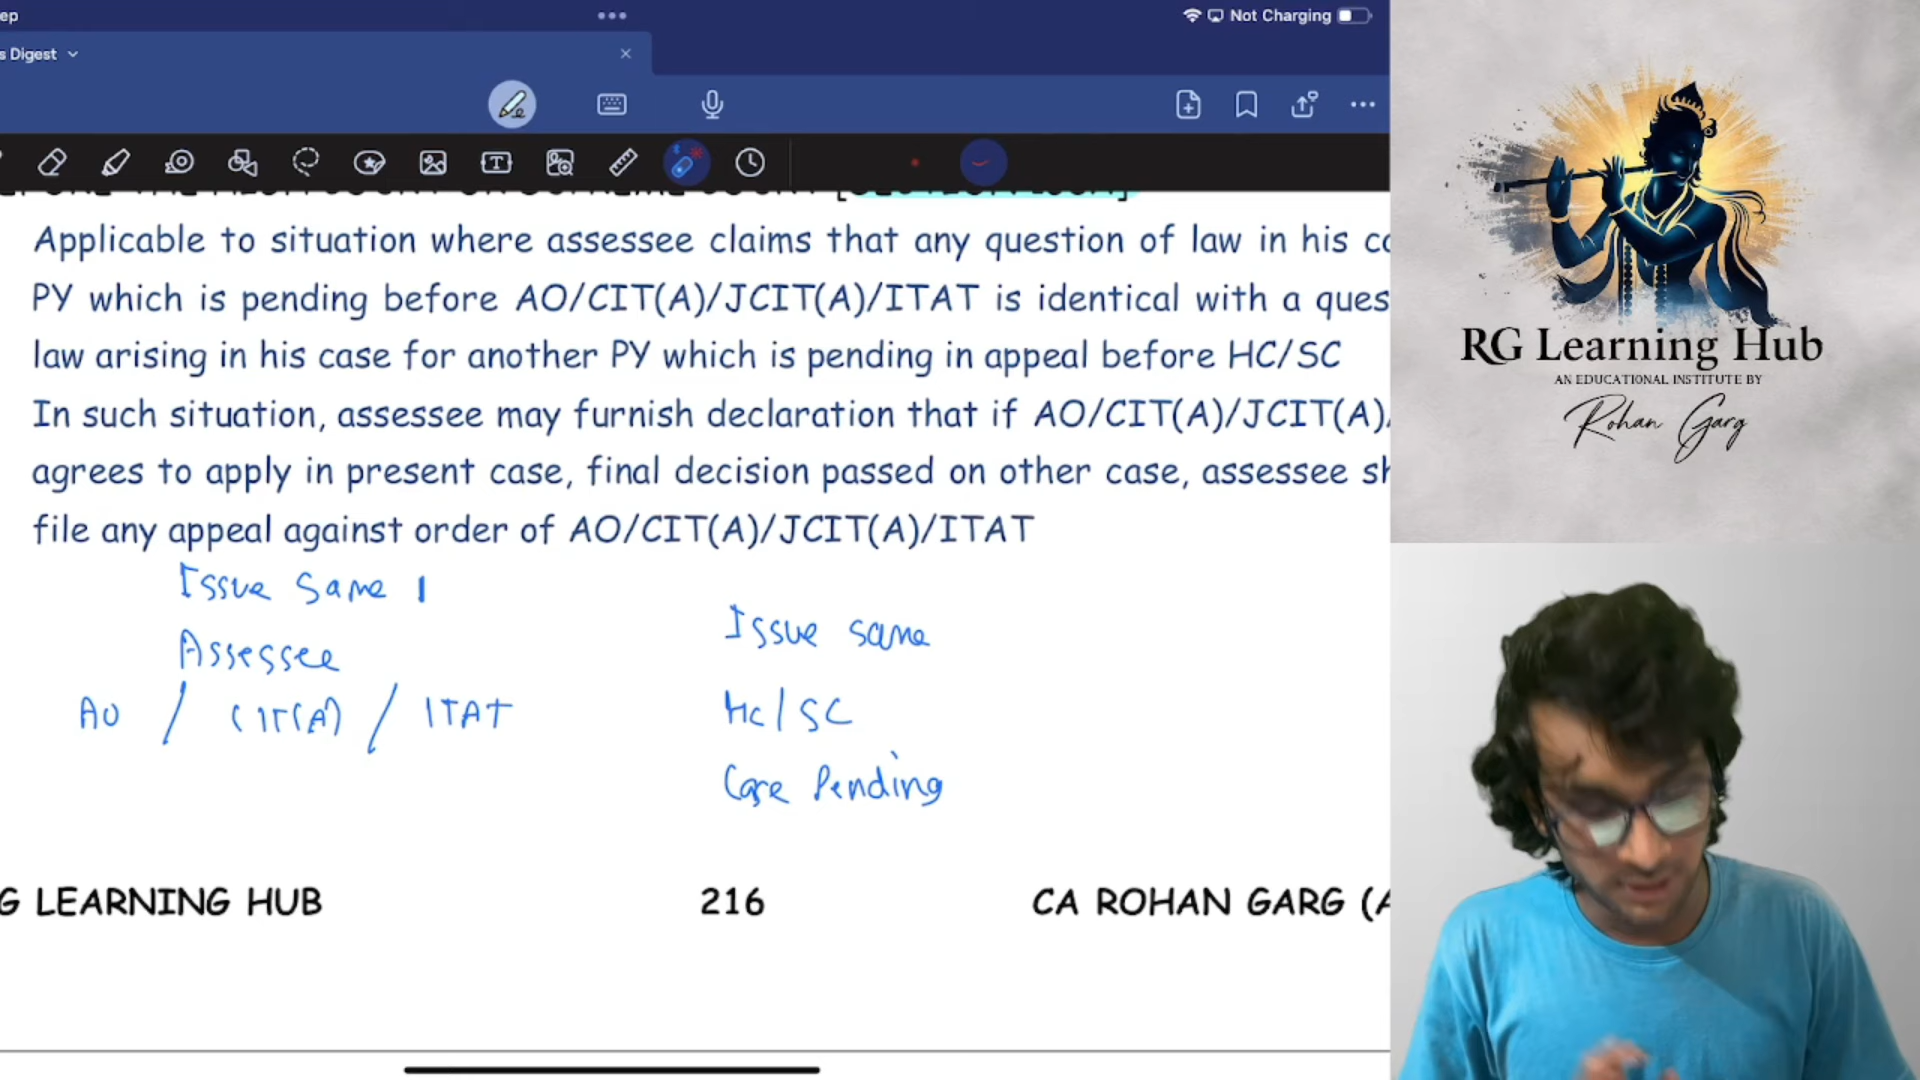 ep
Not Charging
s Digest
Applicable to situation where assessee claims that any question of law in his
PY which is pending before AO/CIT(A)/JCIT(A)/ITAT is identical with a ques
law arising in his case for another PY which is pending in appeal before HC/SC
In such situation, assessee may furnish declaration that if AO/CIT(A)/JCIT(A)
agrees to apply in present case, final decision passed on other case, assessee sh
file any appeal against order of AO/CIT(A)/JCIT(A)/ITAT
Issue Same
Assessee
AO / CIT(A) / ITAT
Issue same
HC/SC
Case Pending
G LEARNING HUB
216
CA ROHAN GARG (A
RG Learning Hub
AN EDUCATIONAL INSTITUTE BY
Rohan Garg